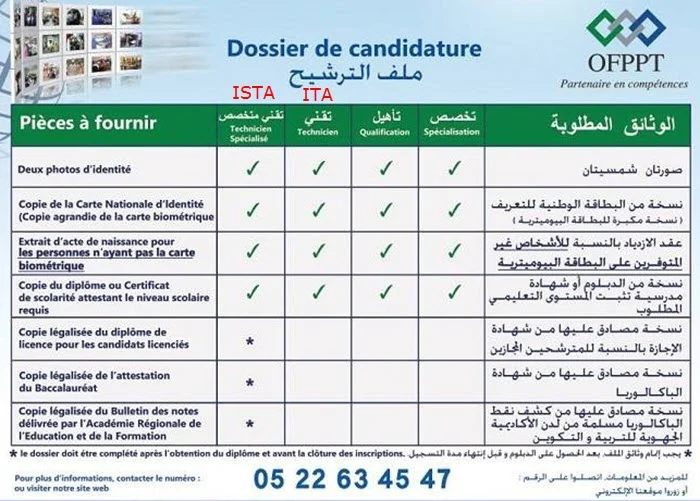 Dossier de candidature
ملف الترشيح
OFPPT
Partenaire en compétences
ISTA
ITA
Pièces à fournir
تقني متخصص
Technicien
Spécialisé
تقني
Technicien
تأهيل
Qualification
تخصص
Spécialisation
الوثائق المطلوبة
Deux photos d'identité
✓ ✓ ✓ ✓
صورتان شمسيتان
Copie de la Carte Nationale d'Identité
(Copie agrandie de la carte biométrique
✓ ✓ ✓ ✓
نسخة من البطاقة الوطنية للتعريف
(نسخة مكبرة للبطاقة البيوميترية)
Extrait d'acte de naissance pour
les personnes n'ayant pas la carte
biométrique
✓ ✓ ✓ ✓
عقد الازدياد بالنسبة للأشخاص غير
المتوفرين على البطاقة البيوميترية
Copie du diplôme ou Certificat
de scolarité attestant le niveau scolaire
requis
✓ ✓ ✓ ✓
نسخة من الدبلوم أو شهادة
مدرسية تثبت المستوى التعليمي
المطلوب
Copie légalisée du diplôme de
licence pour les candidats licenciés
*
نسخة مصادق عليها من شهادة
الإجازة بالنسبة للمترشحين المجازين
Copie légalisée de l'attestation
du Baccalauréat
*
نسخة مصادق عليها من شهادة
الباكالوريا
Copie légalisée du Bulletin des notes
délivrée par l'Académie Régionale de
l'Education et de la Formation
*
نسخة مصادق عليها من كشف نقط
الباكالوريا مسلمة من لدن الأكاديمية
الجهوية للتربية و التكوين
* le dossier doit étre complété après l'obtention du diplôme et avant la clôture des inscriptions. يجب إتمام وثائق الملف بعد الحصول على الدبلوم و قبل إنتهاء مدة التسجيل. *
Pour plus d'informations, contacter le numéro :
ou visiter notre site web
05 22 63 45 47
للمزيد من المعلومات, اتصلوا على الرقم :
أو زوروا موقعنا الإلكتروني